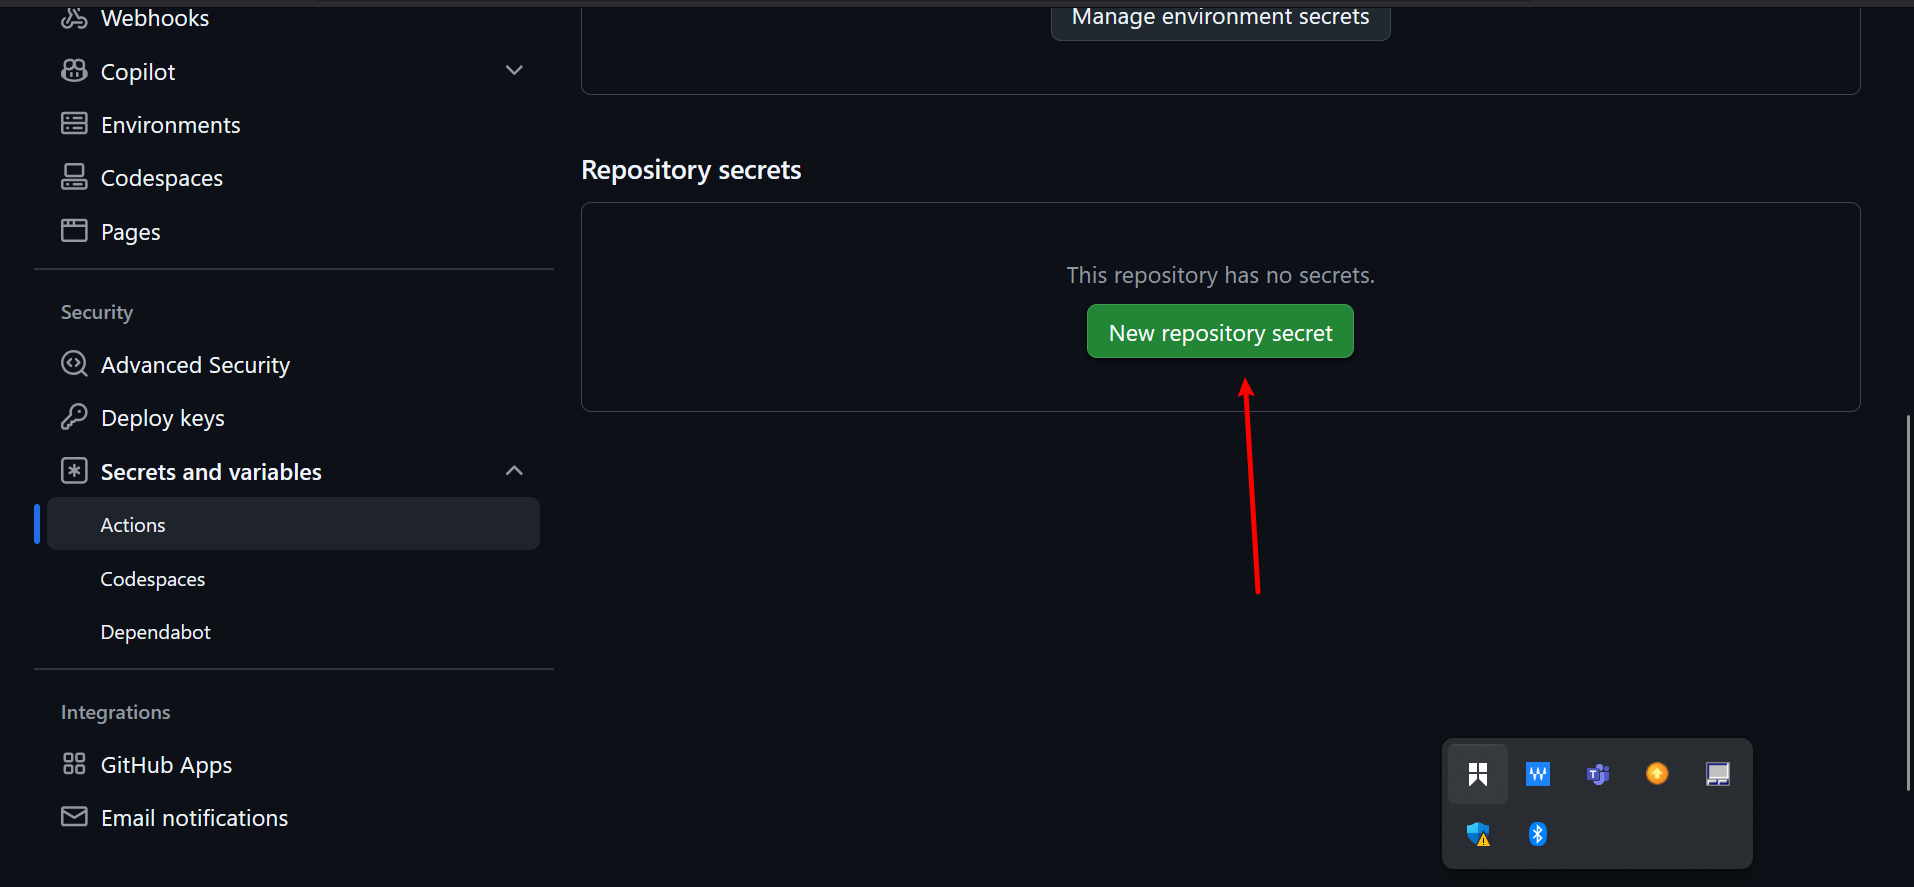 Webhooks
Copilot
Environments
Codespaces
Pages
Security
Advanced Security
Deploy keys
Secrets and variables
Actions
Codespaces
Dependabot
Integrations
GitHub Apps
Email notifications
Manage environment secrets
Repository secrets
This repository has no secrets.
New repository secret